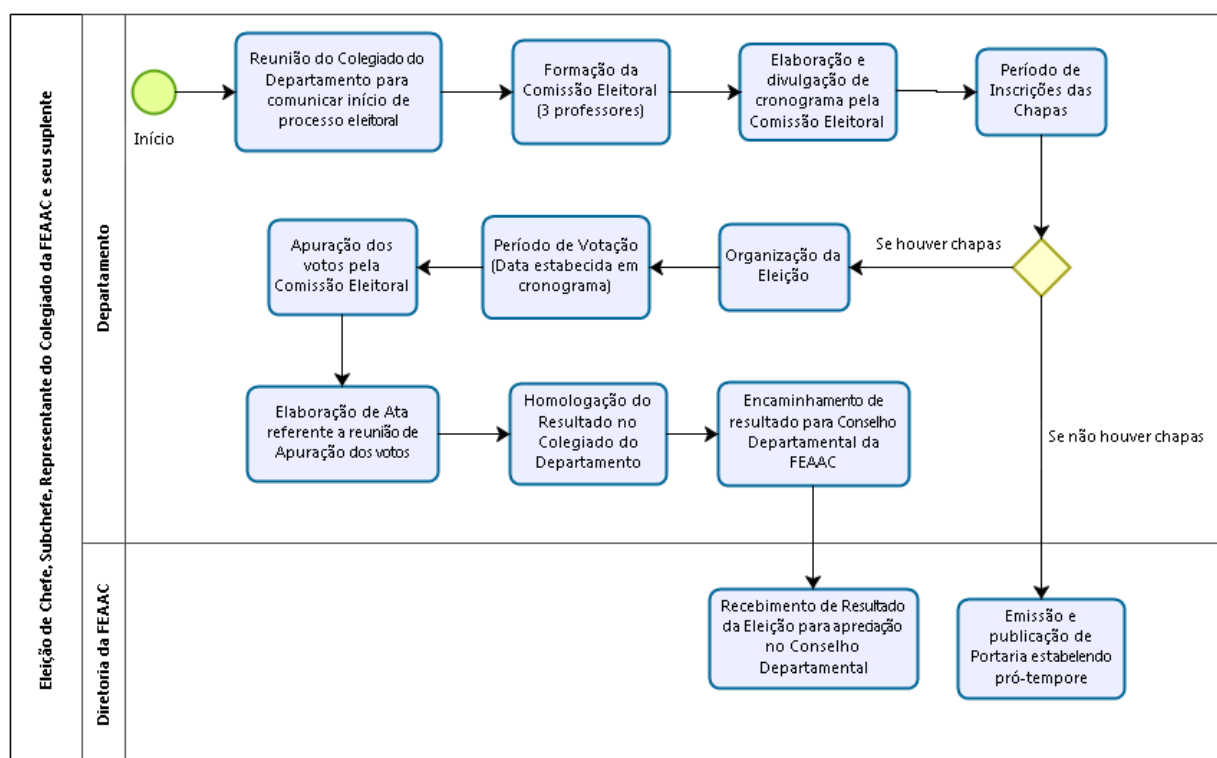 Eleição de Chefe, Subchefe, Representante do Colegiado da FEAAC e seu suplente
Departamento
Início
Reunião do Colegiado do
Departamento para
comunicar início de
processo eleitoral
Formação da
Comissão Eleitoral
(3 professores)
Elaboração e
divulgação de
cronograma pela
Comissão Eleitoral
Período de
Inscrições das
Chapas
Se houver chapas
Organização da
Eleição
Período de Votação
(Data estabecida em
cronograma)
Apuração dos
votos pela
Comissão Eleitoral
Elaboração de Ata
referente a reunião de
Apuração dos votos
Homologação do
Resultado no
Colegiado do
Departamento
Encaminhamento de
resultado para Conselho
Departamental da
FEAAC
Se não houver chapas
Diretoria da FEAAC
Recebimento de Resultado
da Eleição para apreciação
no Conselho
Departamental
Emissão e
publicação de
Portaria estabelendo
pró-tempore